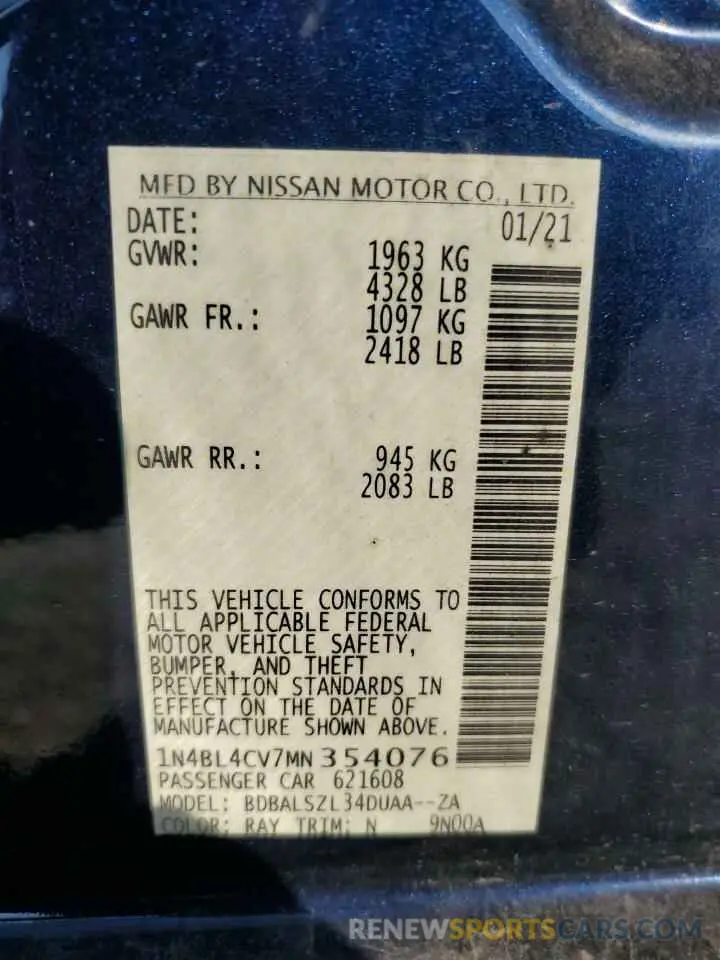 MFD BY NISSAN MOTOR CO., LTD.
DATE: 01/21
GVWR: 1963 KG
4328 LB
GAWR FR.: 1097 KG
2418 LB
GAWR RR.: 945 KG
2083 LB
THIS VEHICLE CONFORMS TO
ALL APPLICABLE FEDERAL
MOTOR VEHICLE SAFETY,
BUMPER, AND THEFT
PREVENTION STANDARDS IN
EFFECT ON THE DATE OF
MANUFACTURE SHOWN ABOVE.
1N4BL4CV7MN354076
PASSENGER CAR 621608
MODEL: BDBALSZL34DUAA--ZA
COLOR: RAY TRIM: N 9N00A
RENEWSPORTSCARS.COM